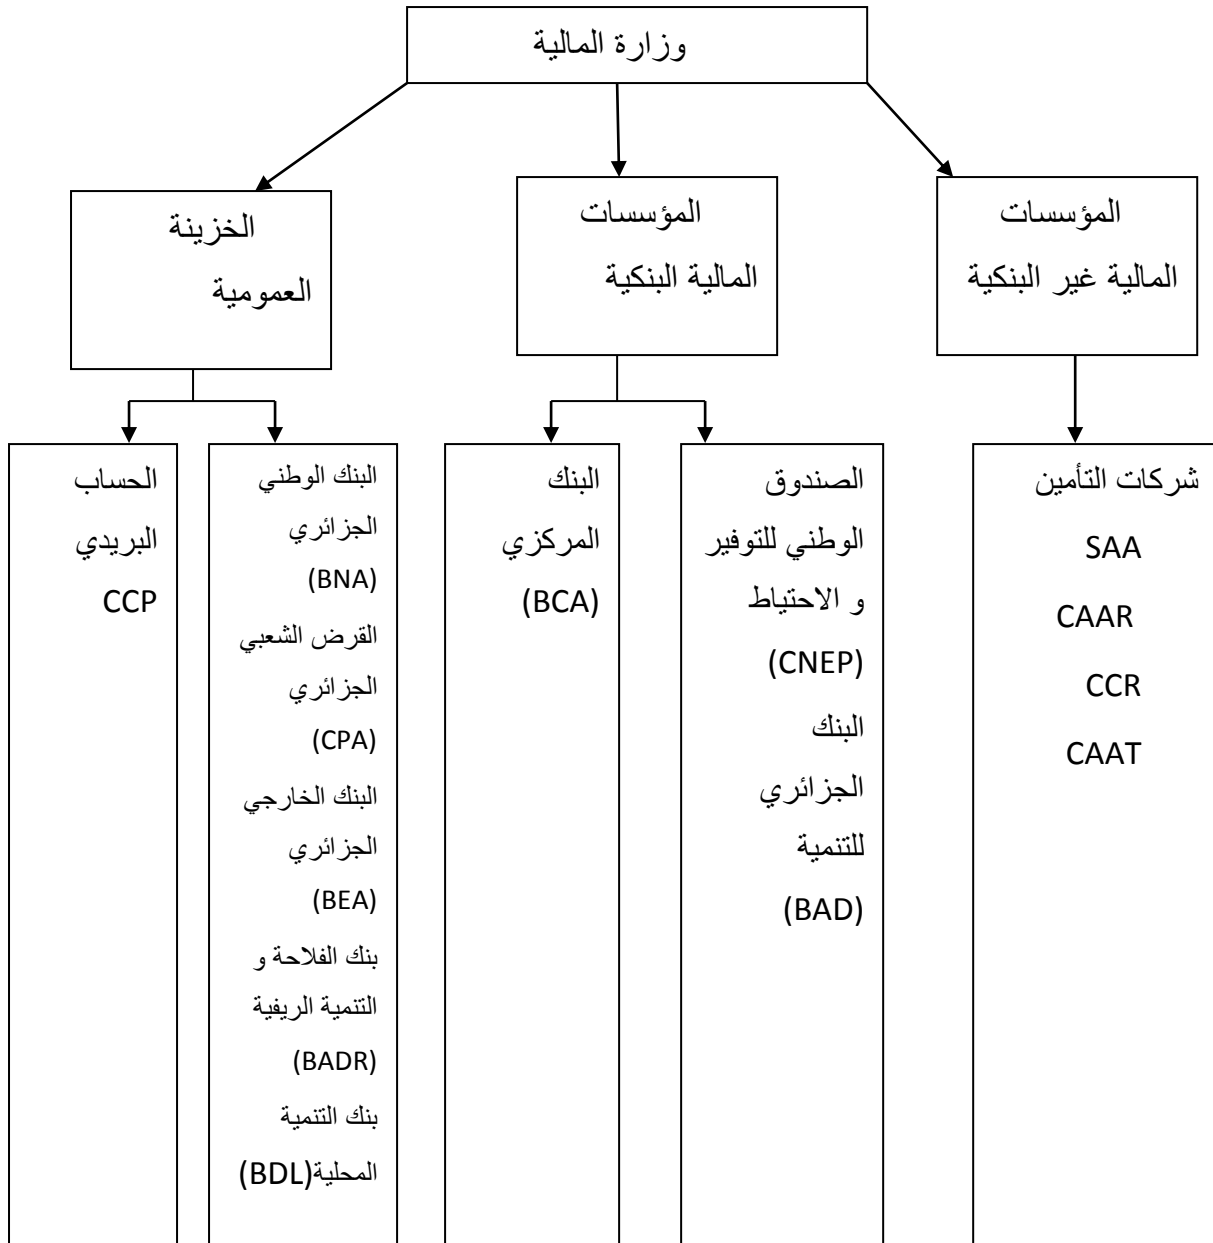 وزارة المالية
المؤسسات
المالية غير البنكية
المؤسسات
المالية البنكية
الخزينة
العمومية
شركات التأمين
SAA
CAAR
CCR
CAAT
الصندوق
الوطني للتوفير
و الاحتياط
(CNEP)
البنك
الجزائري
للتنمية
(BAD)
البنك
المركزي
(BCA)
البنك الوطني
الجزائري
(BNA)
القرض الشعبي
الجزائري
(CPA)
البنك الخارجي
الجزائري
(BEA)
بنك الفلاحة و
التنمية الريفية
(BADR)
بنك التنمية
المحلية(BDL)
الحساب
البريدي
CCP